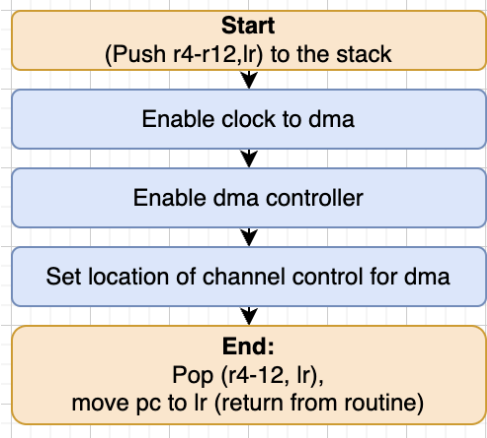 Start
(Push r4-r12,lr) to the stack
Enable clock to dma
Enable dma controller
Set location of channel control for dma
End:
Pop (r4-12, lr),
move pc to lr (return from routine)